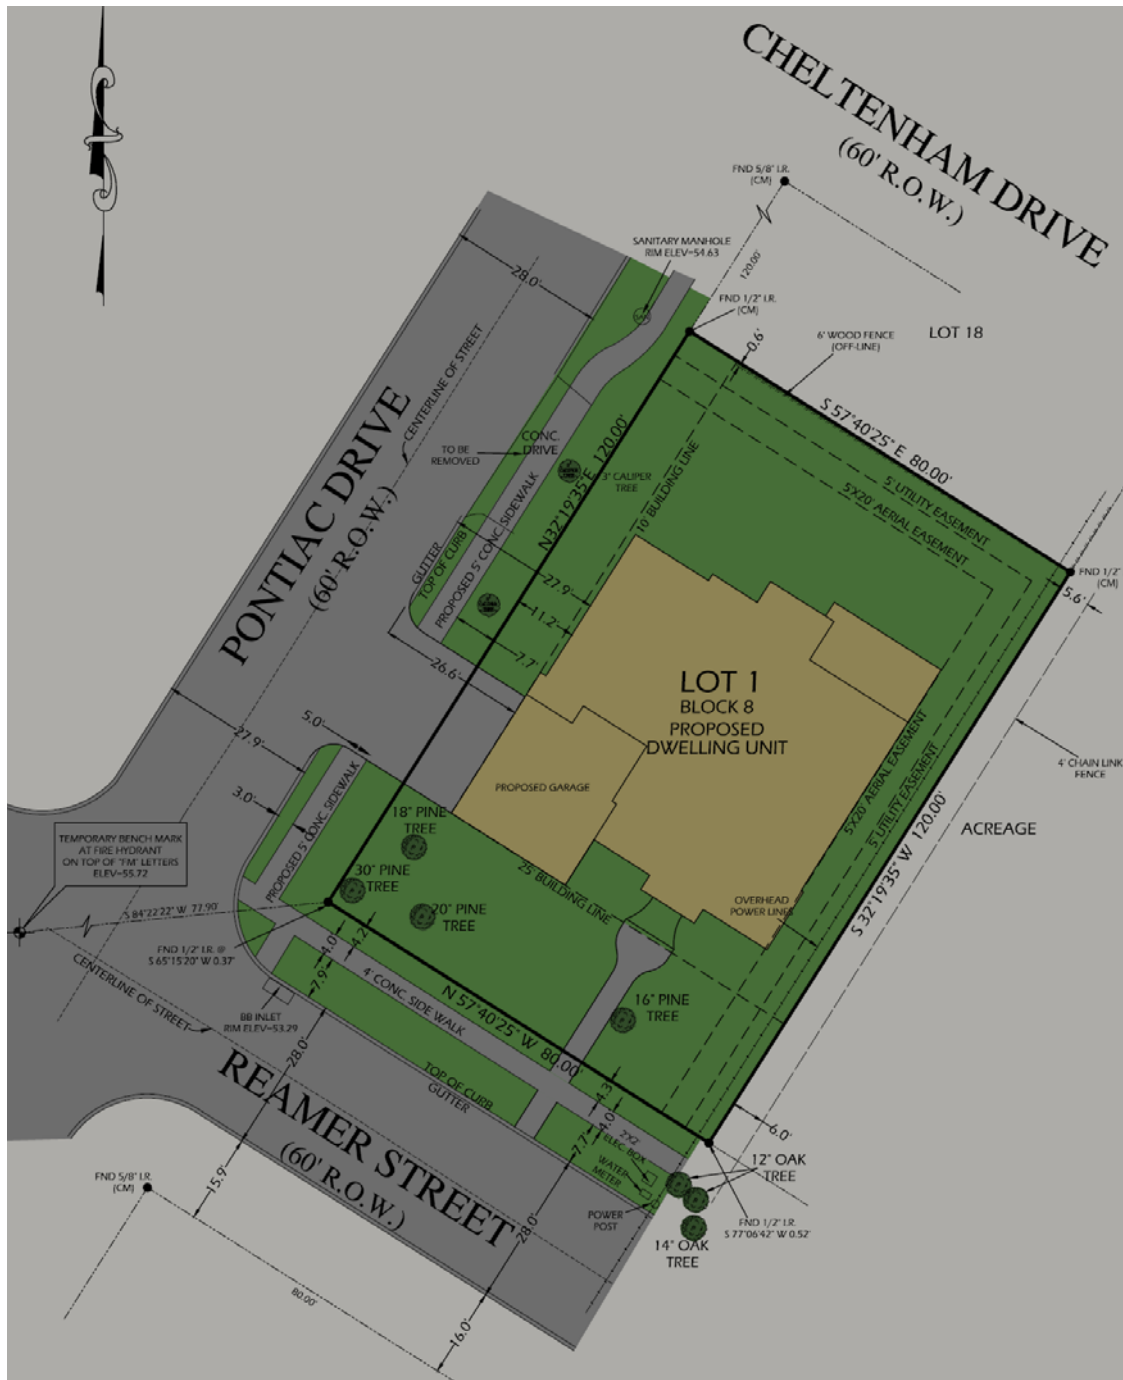 CHELTENHAM DRIVE
(60' R.O.W.)
FND 5/8" I.R.
(CM)
SANITARY MANHOLE
RIM ELEV=54.63
120.00'
FND 1/2" I.R.
(CM)
28.0'
CENTERLINE OF STREET
0.6'
6' WOOD FENCE
(OFF-LINE)
LOT 18
S 57°40'25" E 80.00'
PONTIAC DRIVE
(60' R.O.W.)
TO BE
REMOVED
CONC.
DRIVE
N32°19'35"E 120.00'
3" CALIPER
TREE
10' BUILDING LINE
5' UTILITY EASEMENT
5'X20' AERIAL EASEMENT
GUTTER
TOP OF CURB
PROPOSED 5' CONC. SIDEWALK
27.9'
11.2'
7.7'
26.6'
FND 1/2"
(CM)
5.6'
LOT 1
BLOCK 8
PROPOSED
DWELLING UNIT
PROPOSED GARAGE
5'X20' AERIAL EASEMENT
5' UTILITY EASEMENT
S 32°19'35" W 120.00'
4' CHAIN LINK
FENCE
ACREAGE
5.0'
27.9'
3.0'
PROPOSED 5' CONC. SIDEWALK
18" PINE
TREE
30" PINE
TREE
20" PINE
TREE
25' BUILDING LINE
OVERHEAD
POWER LINES
TEMPORARY BENCH MARK
AT FIRE HYDRANT
ON TOP OF "FM" LETTERS
ELEV=55.72
S 84°22'22" W 77.90'
FND 1/2" I.R. @
S 65°15'20" W 0.37'
4.0'
4.2'
7.9'
4' CONC. SIDE WALK
N 57°40'25" W 80.00'
16" PINE
TREE
CENTERLINE OF STREET
BB INLET
RIM ELEV=53.29
28.0'
TOP OF CURB
GUTTER
REAMER STREET
(60' R.O.W.)
4.3'
4.0'
7.7'
2'X2'
ELEC. BOX
WATER
METER
POWER
POST
6.0'
12" OAK
TREE
FND 1/2" I.R.
S 77°06'42" W 0.52'
14" OAK
TREE
FND 5/8" I.R.
(CM)
15.9'
28.0'
80.00'
16.0'